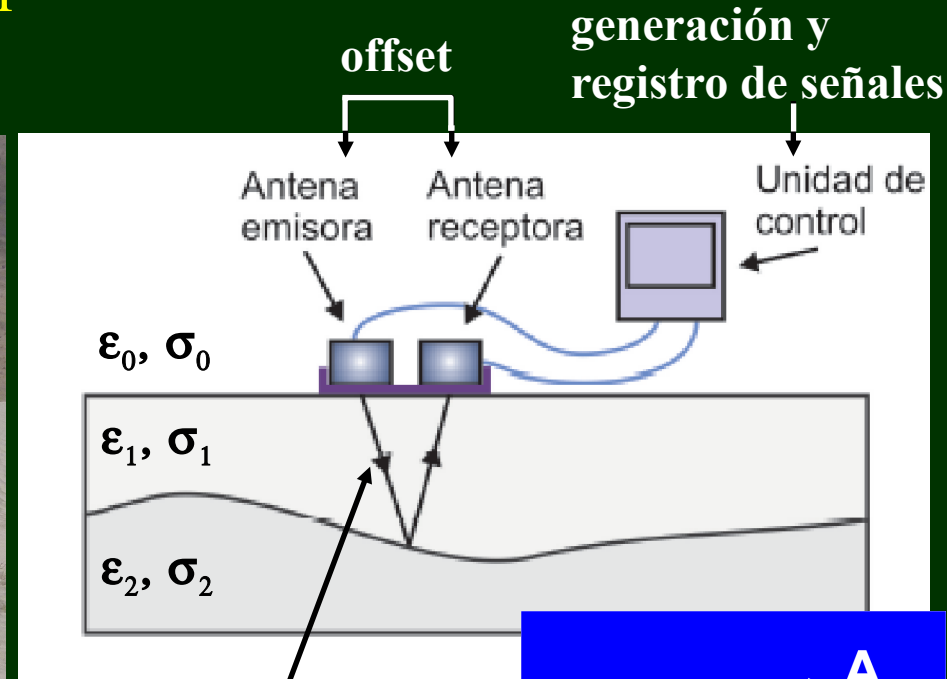 offset
generación y
registro de señales
Antena
emisora
Antena
receptora
Unidad de
control
ε₀, σ₀
ε₁, σ₁
ε₂, σ₂
A